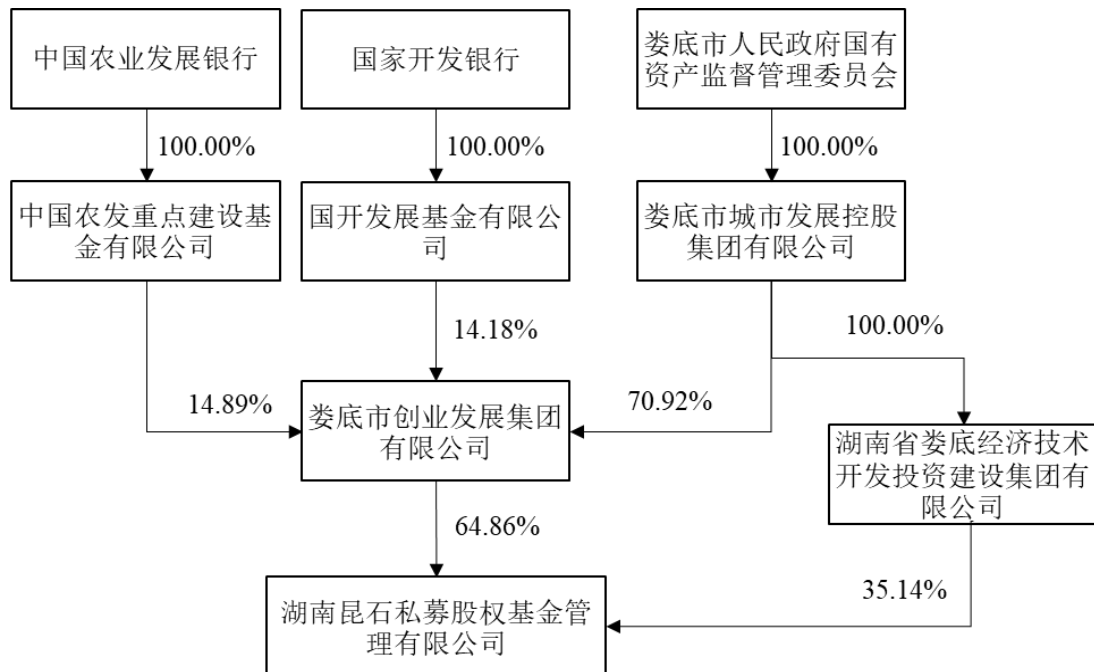 中国农业发展银行
国家开发银行
娄底市人民政府国有
资产监督管理委员会
100.00%
100.00%
100.00%
中国农发重点建设基
金有限公司
国开发展基金有限公
司
娄底市城市发展控股
集团有限公司
14.18%
100.00%
14.89%
70.92%
娄底市创业发展集团
有限公司
湖南省娄底经济技术
开发投资建设集团有
限公司
64.86%
35.14%
湖南昆石私募股权基金管
理有限公司